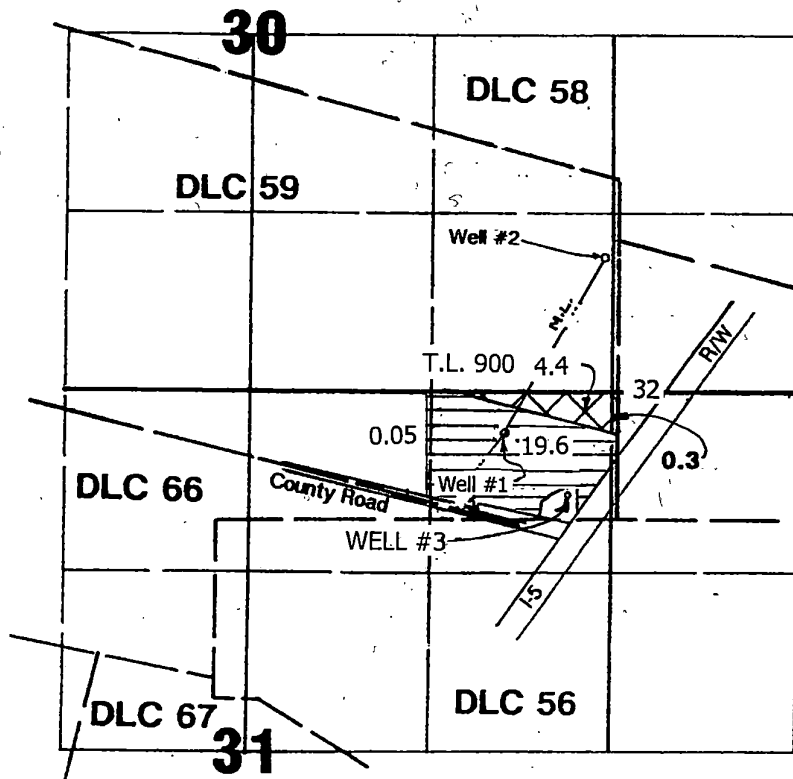 30
DLC 58
DLC 59
Well #2
M.L.
R/W
T.L. 900 4.4
32
0.05
19.6
0.3
Well #1
DLC 66
County Road
WELL #3
I-5
DLC 56
DLC 67
31